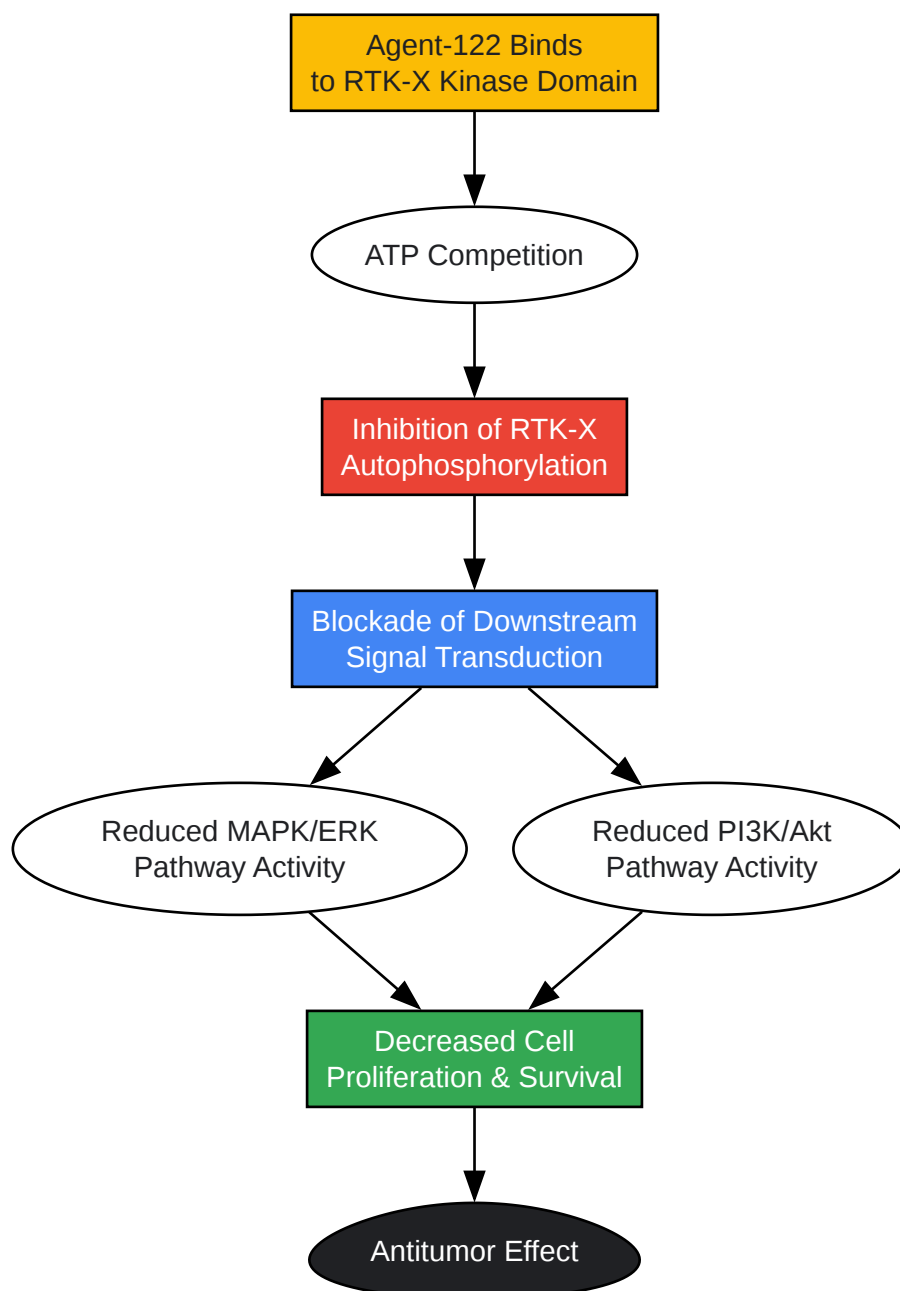 Agent-122 Binds
to RTK-X Kinase Domain
ATP Competition
Inhibition of RTK-X
Autophosphorylation
Blockade of Downstream
Signal Transduction
Reduced MAPK/ERK
Pathway Activity
Reduced PI3K/Akt
Pathway Activity
Decreased Cell
Proliferation & Survival
Antitumor Effect